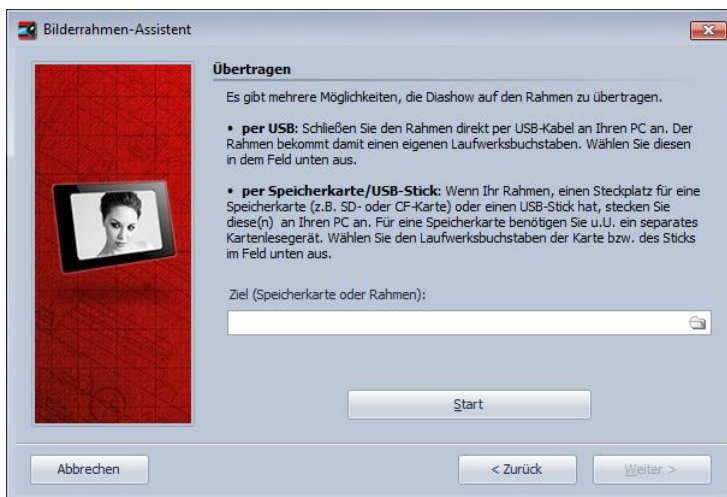 Bilderrahmen-Assistent
Übertragen
Es gibt mehrere Möglichkeiten, die Diashow auf den Rahmen zu übertragen.
• per USB: Schließen Sie den Rahmen direkt per USB-Kabel an Ihren PC an. Der
Rahmen bekommt damit einen eigenen Laufwerksbuchstaben. Wählen Sie diesen
in dem Feld unten aus.
• per Speicherkarte/USB-Stick: Wenn Ihr Rahmen, einen Steckplatz für eine
Speicherkarte (z.B. SD- oder CF-Karte) oder einen USB-Stick hat, stecken Sie
diese(n) an Ihren PC an. Für eine Speicherkarte benötigen Sie u.U. ein separates
Kartenlesegerät. Wählen Sie den Laufwerksbuchstaben der Karte bzw. des Sticks
im Feld unten aus.
Ziel (Speicherkarte oder Rahmen):
Start
Abbrechen
< Zurück
Weiter >